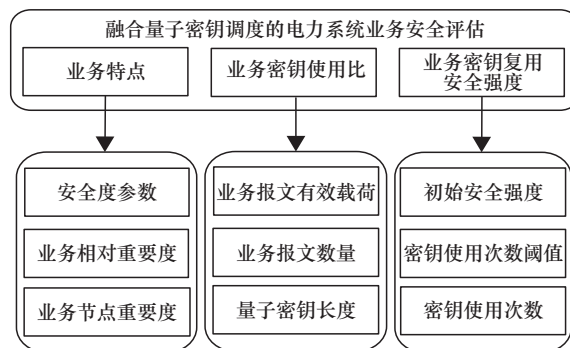 融合量子密钥调度的电力系统业务安全评估
业务特点
业务密钥使用比
业务密钥复用
安全强度
安全度参数
业务相对重要度
业务节点重要度
业务报文有效载荷
业务报文数量
量子密钥长度
初始安全强度
密钥使用次数阈值
密钥使用次数